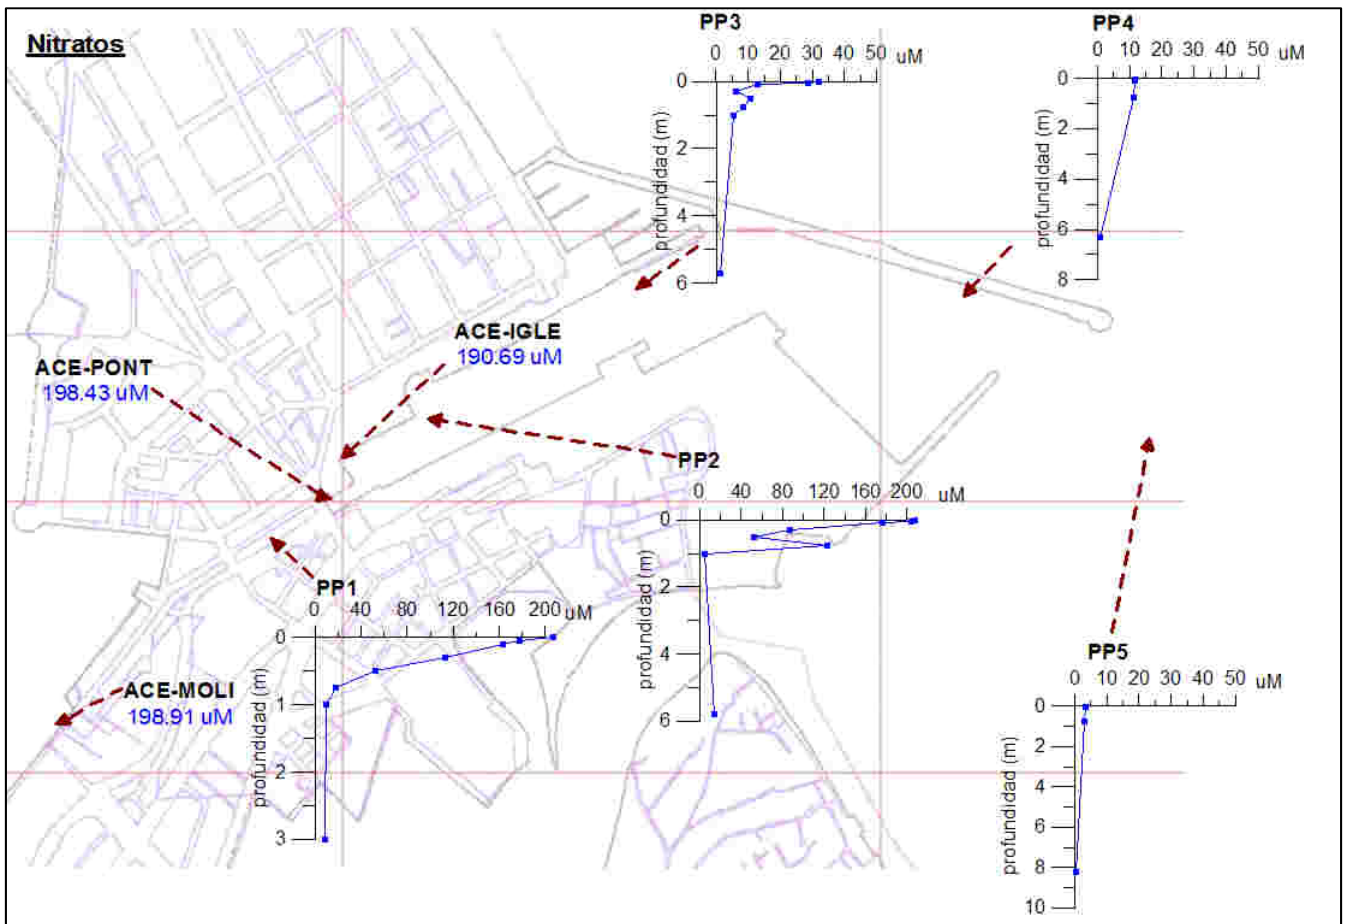 Nitratos
PP3
0 10 20 30 40 50 uM
0
2
4
6
profundidad (m)
PP4
0 10 20 30 40 50 uM
0
2
4
6
8
profundidad (m)
ACE-IGLE
190.69 uM
ACE-PONT
198.43 uM
PP2
0 40 80 120 160 200 uM
0
2
4
6
profundidad (m)
PP1
0 40 80 120 160 200 uM
0
1
2
3
profundidad (m)
ACE-MOLI
198.91 uM
PP5
0 10 20 30 40 50 uM
0
2
4
6
8
10
profundidad (m)